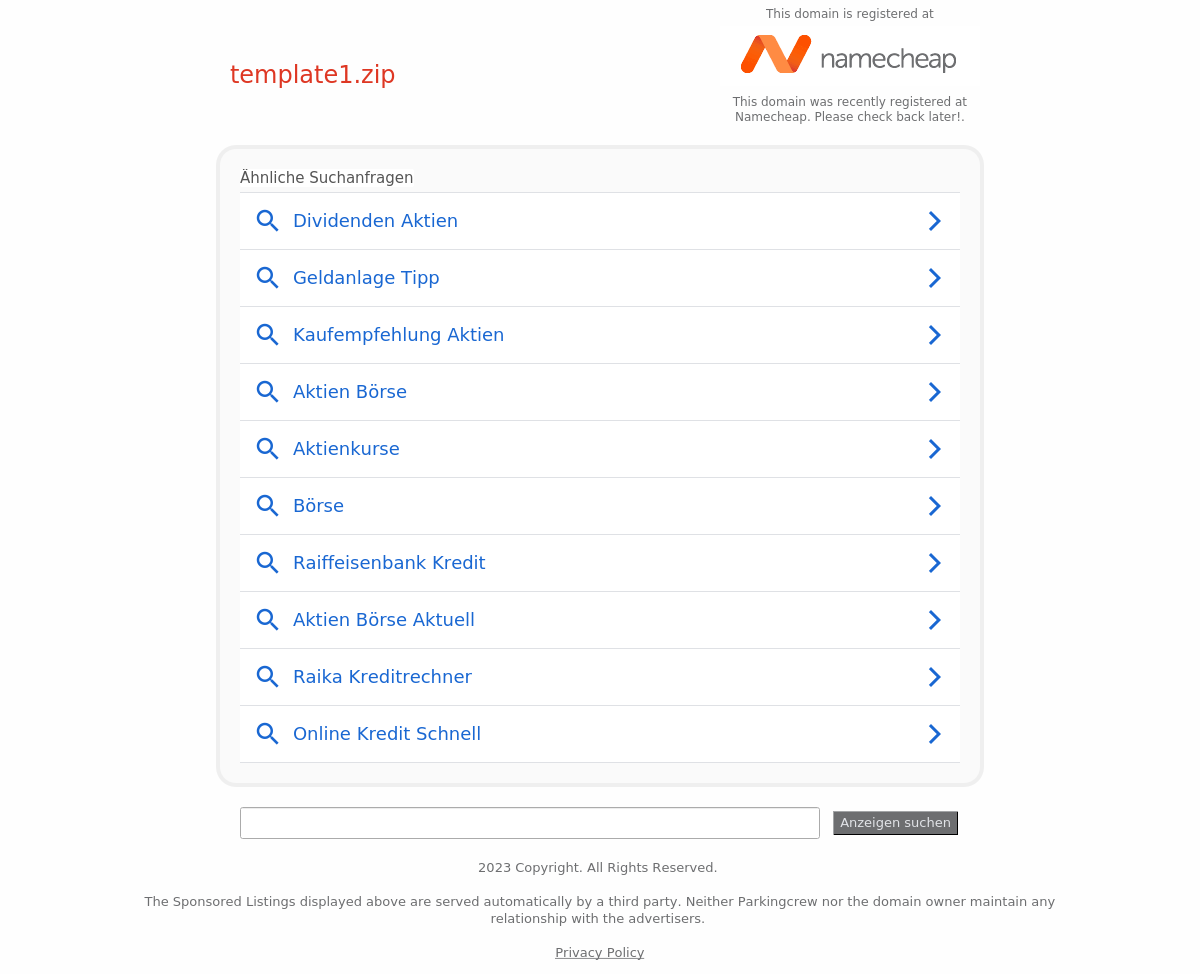 This domain is registered at
namecheap
template1.zip
This domain was recently registered at
Namecheap. Please check back later!.
Ähnliche Suchanfragen
Dividenden Aktien
Geldanlage Tipp
Kaufempfehlung Aktien
Aktien Börse
Aktienkurse
Börse
Raiffeisenbank Kredit
Aktien Börse Aktuell
Raika Kreditrechner
Online Kredit Schnell
Anzeigen suchen
2023 Copyright. All Rights Reserved.
The Sponsored Listings displayed above are served automatically by a third party. Neither Parkingcrew nor the domain owner maintain any
relationship with the advertisers.
Privacy Policy